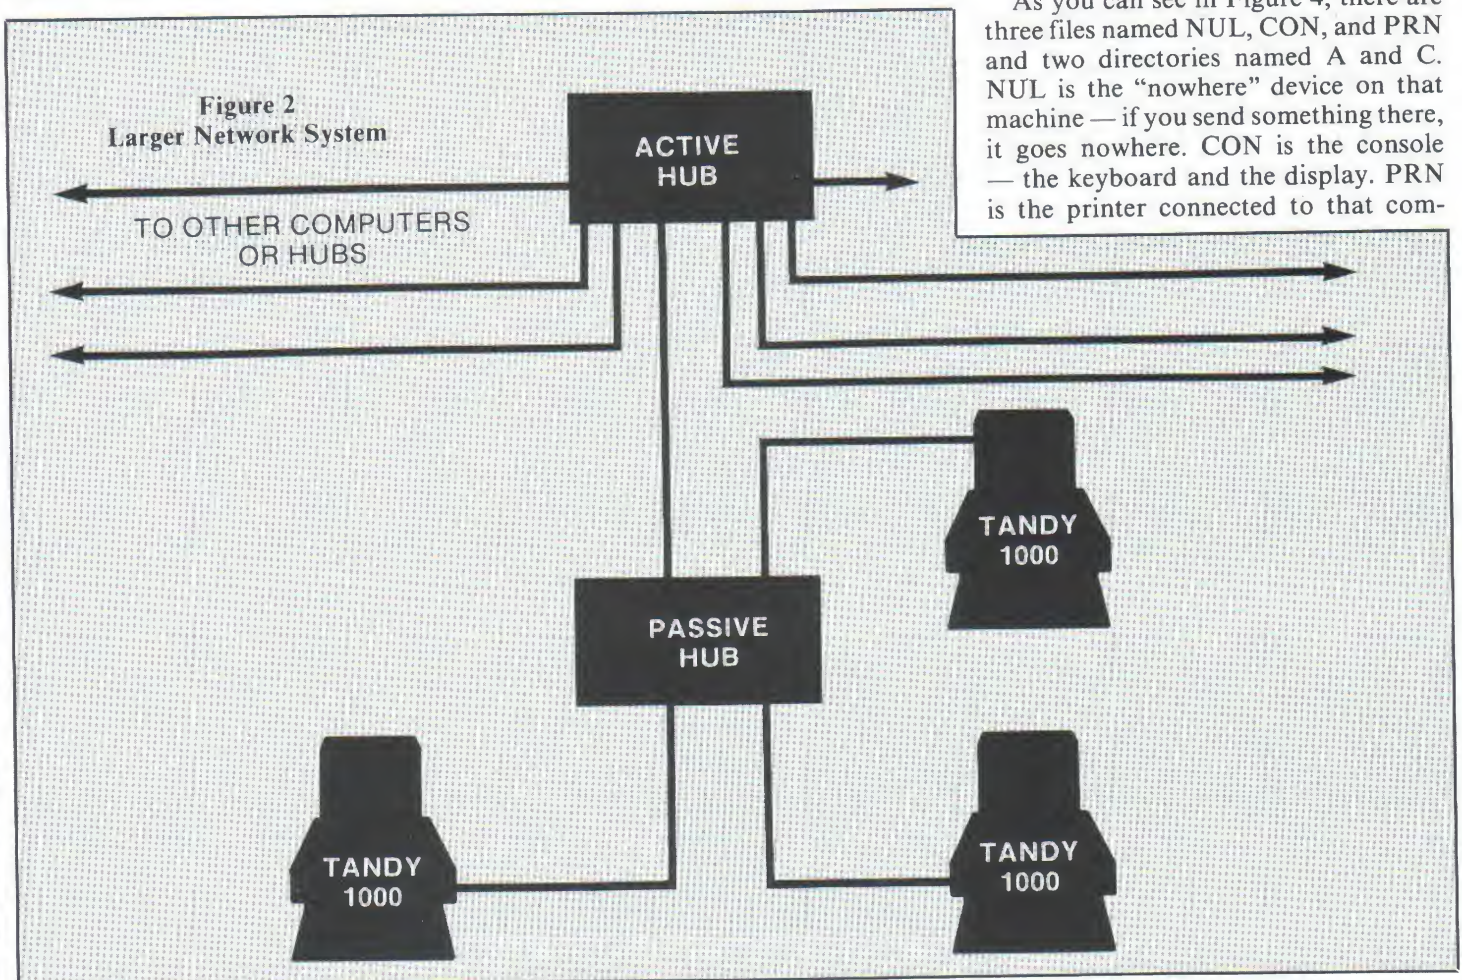 As you can see in Figure 4, there are
three files named NUL, CON, and PRN
and two directories named A and C.
NUL is the “nowhere” device on that
machine — if you send something there,
it goes nowhere. CON is the console
— the keyboard and the display. PRN
is the printer connected to that com-
Figure 2
Larger Network System
ACTIVE
HUB
TO OTHER COMPUTERS
OR HUBS
TANDY
1000
PASSIVE
HUB
TANDY
1000
TANDY
1000